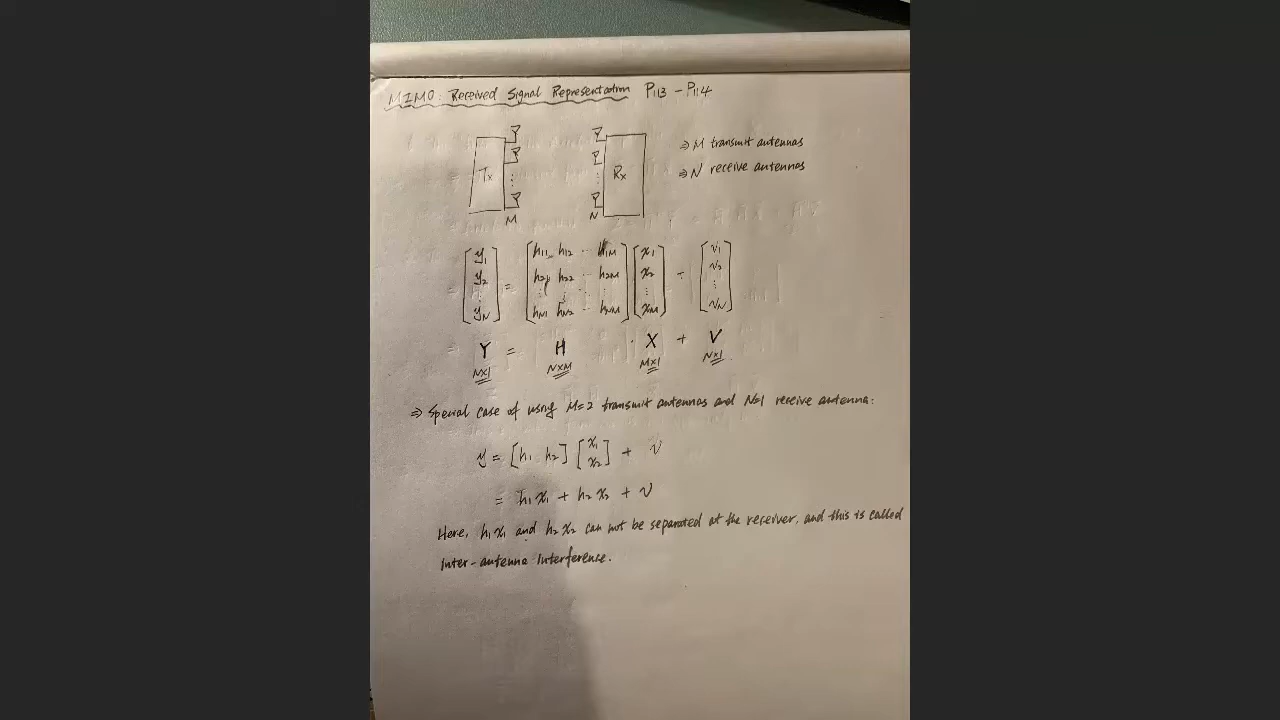 MIMO: Received Signal Representation P113 - P114
Tx Rx
M N
⇒ M transmit antennas
⇒ N receive antennas
[y1 y2 ⋮ yN] = [h11 h12 ⋯ h1M; h21 h22 ⋯ h2M; ⋮ ⋮ ⋮; hN1 hN2 ⋯ hNM] [x1 x2 ⋮ xM] + [v1 v2 ⋮ vN]
Y = H · X + V
N×1 N×M M×1 N×1
⇒ Special case of using M=2 transmit antennas and N=1 receive antenna:
y = [h1 h2] [x1 x2] + v
= h1x1 + h2x2 + v
Here, h1x1 and h2x2 can not be separated at the receiver, and this is called
Inter-antenna Interference.